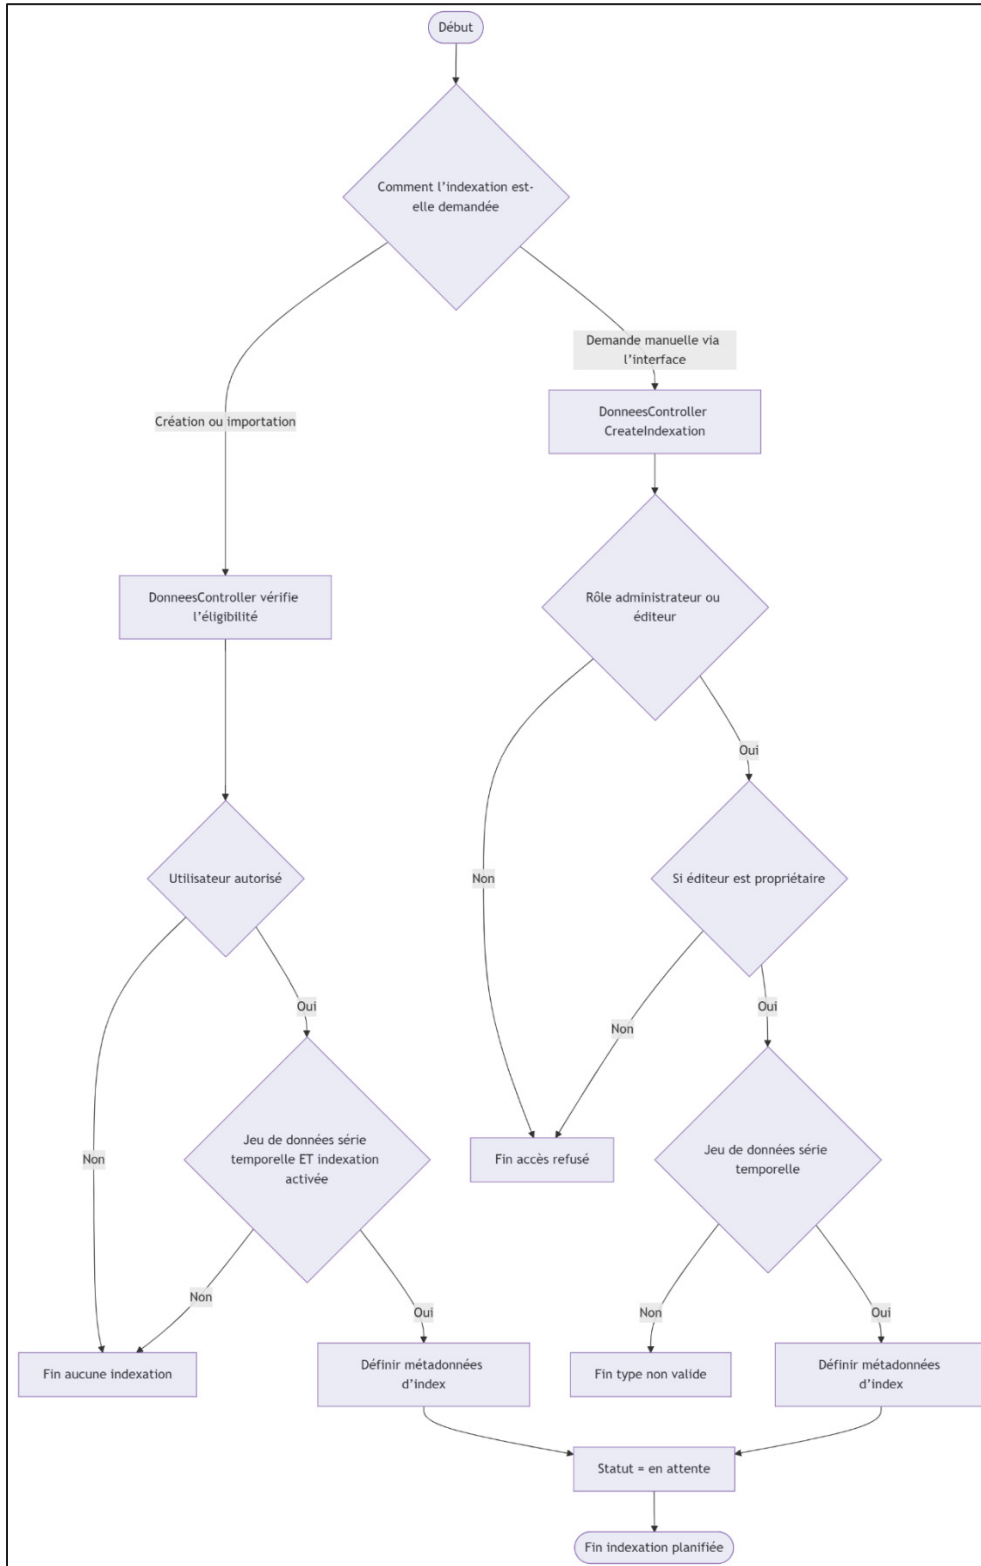 Début
Comment l’indexation est-
elle demandée
Demande manuelle via
l’interface
DonneesController
CreateIndexation
Création ou importation
DonneesController vérifie
l’éligibilité
Rôle administrateur ou
éditeur
Oui
Utilisateur autorisé
Non
Si éditeur est propriétaire
Oui
Oui
Non
Non
Jeu de données série
temporelle ET indexation
activée
Fin accès refusé
Jeu de données série
temporelle
Non
Oui
Non
Oui
Fin aucune indexation
Définir métadonnées
d’index
Fin type non valide
Définir métadonnées
d’index
Statut = en attente
Fin indexation planifiée